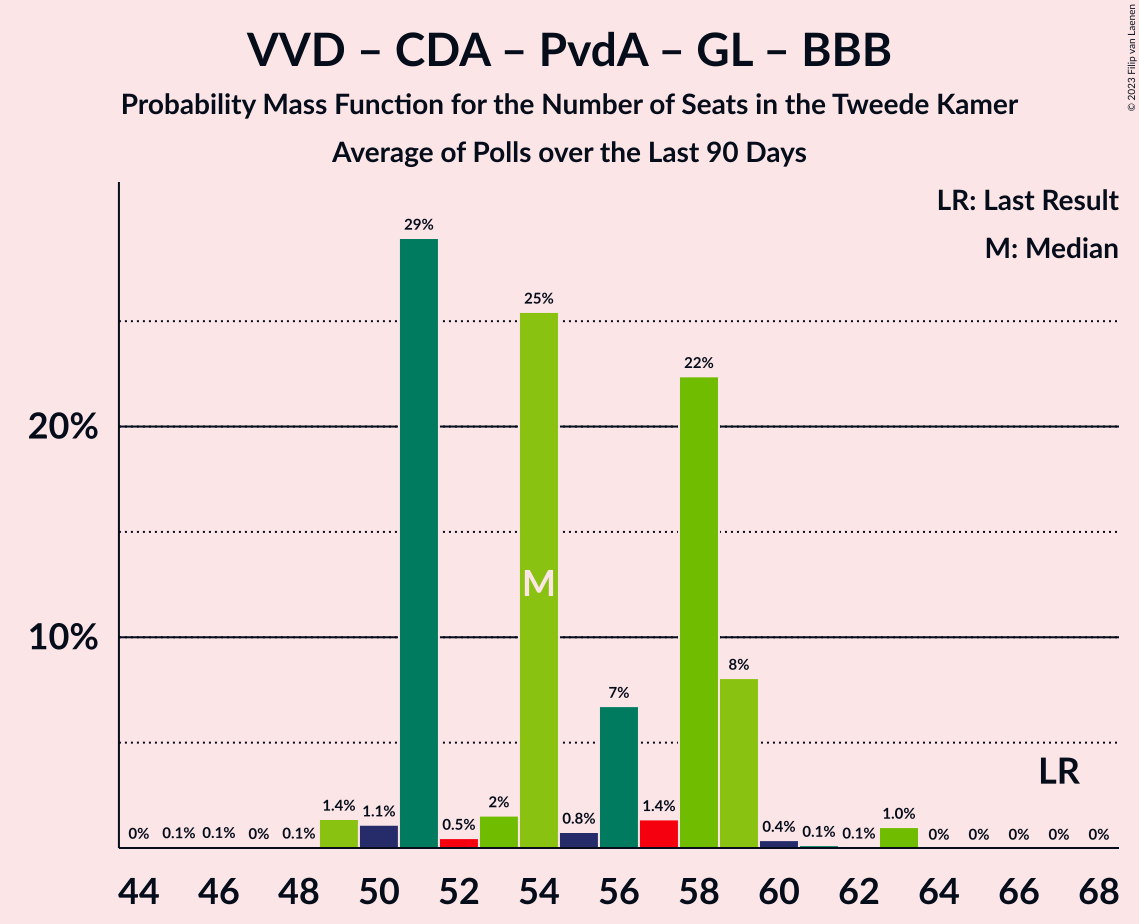 VVD – CDA – PvdA – GL – BBB
Probability Mass Function for the Number of Seats in the Tweede Kamer
Average of Polls over the Last 90 Days
© 2023 Filip van Laenen
LR: Last Result
M: Median
20%
10%
0% 0.1% 0.1% 0% 0.1% 1.4% 1.1% 29% 0.5% 2% 25% 0.8% 7% 1.4% 22% 8% 0.4% 0.1% 0.1% 1.0% 0% 0% 0% 0% 0%
M
LR
44 46 48 50 52 54 56 58 60 62 64 66 68